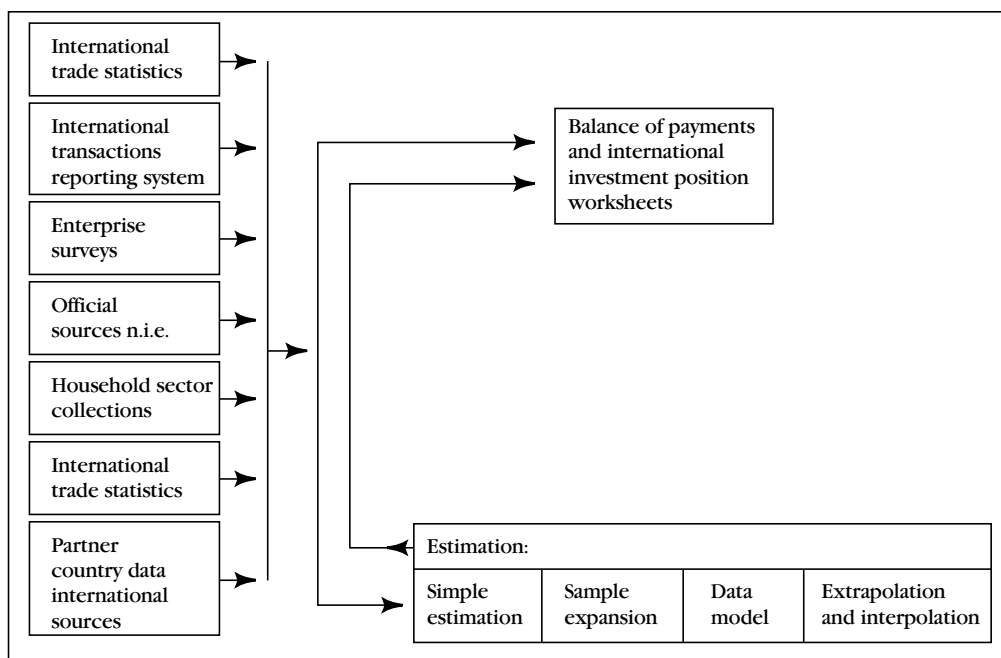 International
trade statistics
International
transactions
reporting system
Enterprise
surveys
Official
sources n.i.e.
Household sector
collections
International
trade statistics
Partner
country data
international
sources
Balance of payments
and international
investment position
worksheets
Estimation:
Simple
estimation
Sample
expansion
Data
model
Extrapolation
and interpolation